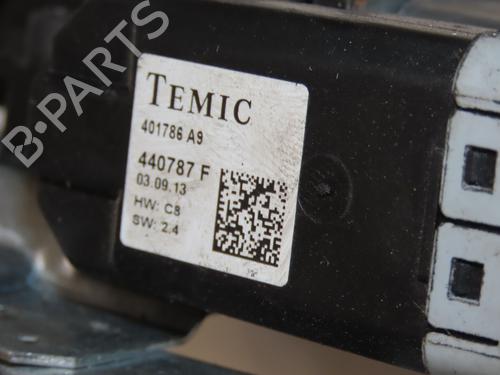 TEMIC
401786 A9
440787 F
03.09.13
HW: C8
SW: 2.4
B-PARTS